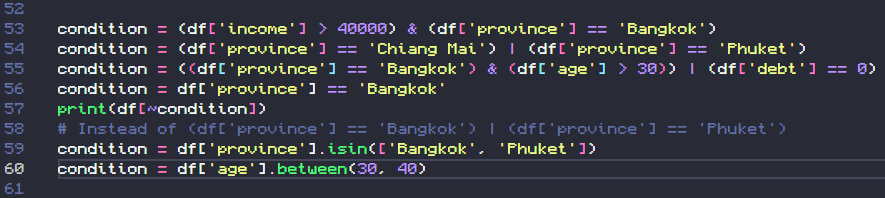 52
53 condition = (df['income'] > 40000) & (df['province'] == 'Bangkok')
54 condition = (df['province'] == 'Chiang Mai') | (df['province'] == 'Phuket')
55 condition = ((df['province'] == 'Bangkok') & (df['age'] > 30)) | (df['debt'] == 0)
56 condition = df['province'] == 'Bangkok'
57 print(df[~condition])
58 # Instead of (df['province'] == 'Bangkok') | (df['province'] == 'Phuket')
59 condition = df['province'].isin(['Bangkok', 'Phuket'])
60 condition = df['age'].between(30, 40)
61